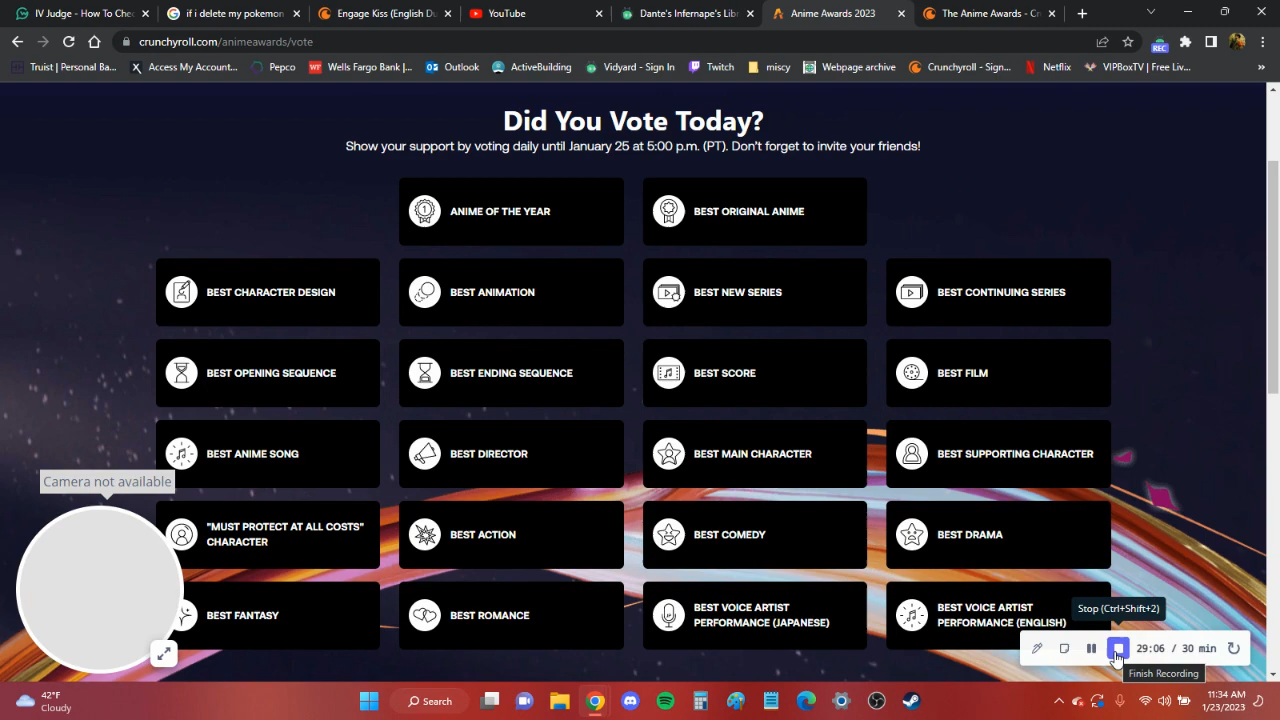 IV Judge - How To Chec
if i delete my pokemon
Engage Kiss (English Du
YouTube
Dante's Infernape's Libr
Anime Awards 2023
The Anime Awards - Cr
crunchyroll.com/animeawards/vote
REC
Truist | Personal Ba...
Access My Account...
Pepco
WF
Wells Fargo Bank |...
Outlook
ActiveBuilding
Vidyard - Sign In
Twitch
miscy
Webpage archive
Crunchyroll - Sign...
Netflix
VIPBoxTV | Free Liv...
»
Did You Vote Today?
Show your support by voting daily until January 25 at 5:00 p.m. (PT). Don't forget to invite your friends!
1
ANIME OF THE YEAR
BEST ORIGINAL ANIME
BEST CHARACTER DESIGN
BEST ANIMATION
BEST NEW SERIES
BEST CONTINUING SERIES
BEST OPENING SEQUENCE
BEST ENDING SEQUENCE
BEST SCORE
BEST FILM
BEST ANIME SONG
BEST DIRECTOR
BEST MAIN CHARACTER
BEST SUPPORTING CHARACTER
Camera not available
"MUST PROTECT AT ALL COSTS"
CHARACTER
BEST ACTION
BEST COMEDY
BEST DRAMA
BEST FANTASY
BEST ROMANCE
BEST VOICE ARTIST
PERFORMANCE (JAPANESE)
BEST VOICE ARTIST
PERFORMANCE (ENGLISH)
Stop (Ctrl+Shift+2)
29:06 / 30 min
Finish Recording
42°F
Cloudy
Search
11:34 AM
1/23/2023